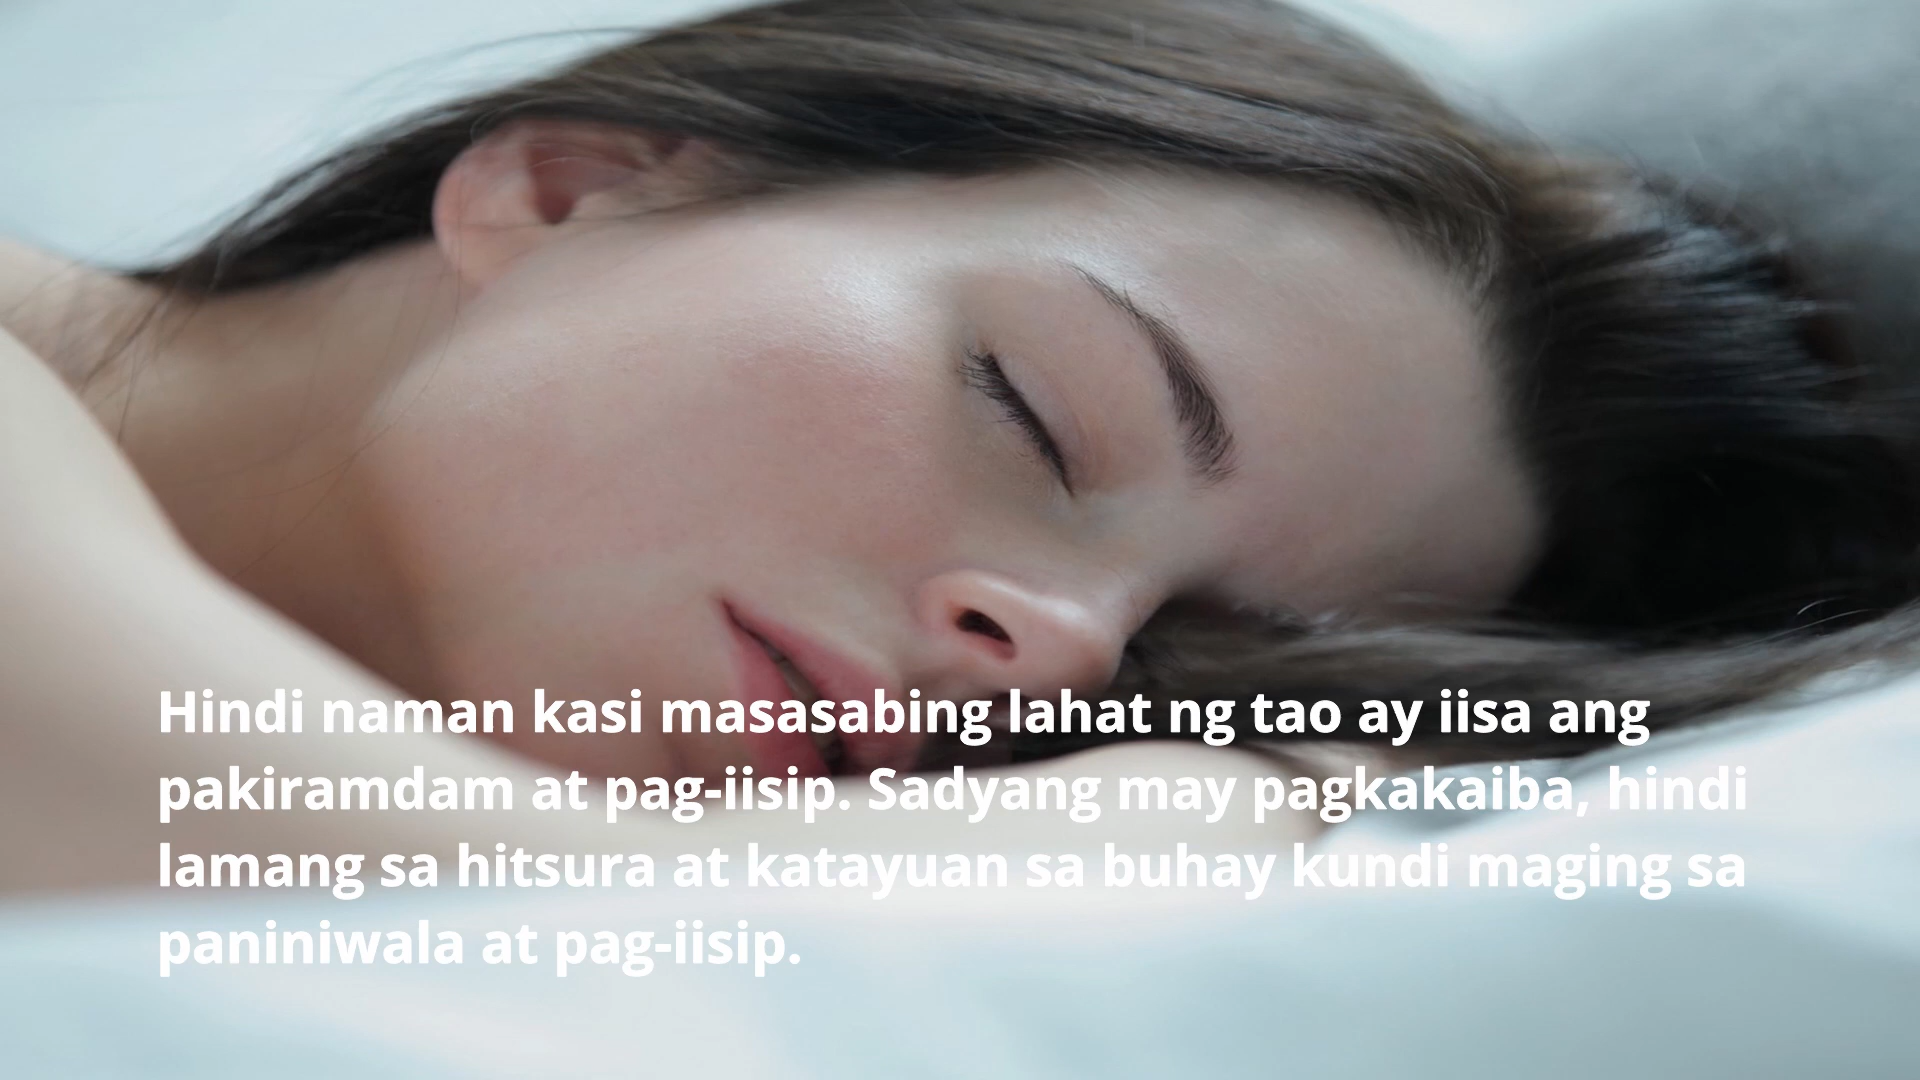 Hindi naman kasi masasabing lahat ng tao ay iisa ang
pakiramdam at pag-iisip. Sadyang may pagkakaiba, hindi
lamang sa hitsura at katayuan sa buhay kundi maging sa
paniniwala at pag-iisip.